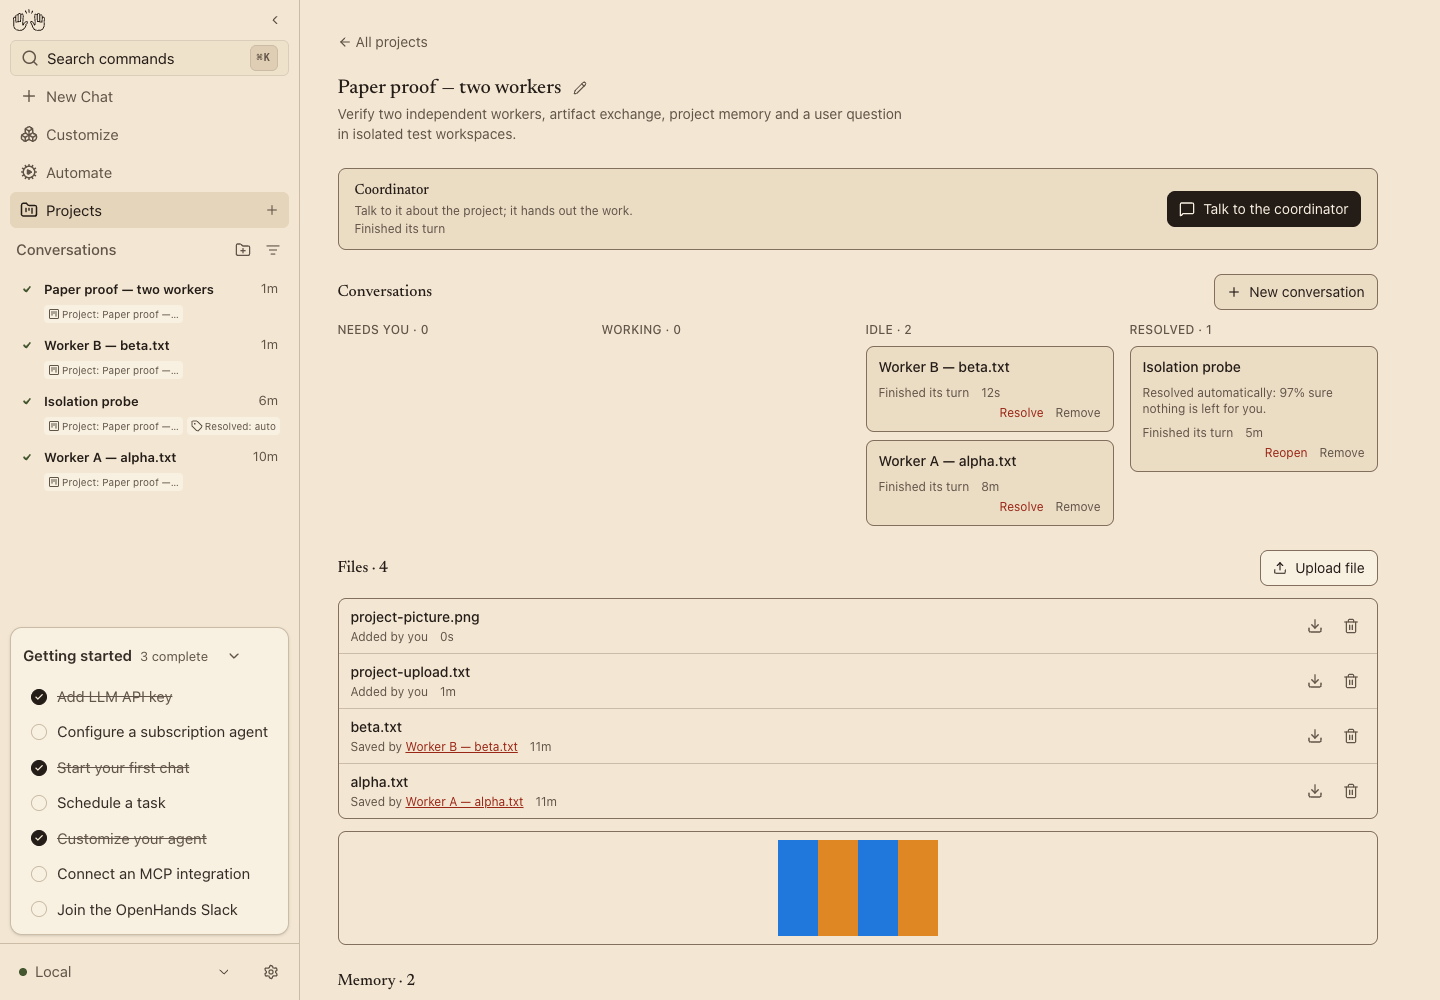 Search commands
⌘K
New Chat
Customize
Automate
Projects
Conversations
Paper proof — two workers
1m
Project: Paper proof —...
Worker B — beta.txt
1m
Project: Paper proof —...
Isolation probe
6m
Project: Paper proof —...
Resolved: auto
Worker A — alpha.txt
10m
Project: Paper proof —...
Getting started
3 complete
Add LLM API key
Configure a subscription agent
Start your first chat
Schedule a task
Customize your agent
Connect an MCP integration
Join the OpenHands Slack
Local
All projects
Paper proof — two workers
Verify two independent workers, artifact exchange, project memory and a user question
in isolated test workspaces.
Coordinator
Talk to it about the project; it hands out the work.
Finished its turn
Talk to the coordinator
Conversations
New conversation
NEEDS YOU · 0
WORKING · 0
IDLE · 2
Worker B — beta.txt
Finished its turn 12s
Resolve Remove
Worker A — alpha.txt
Finished its turn 8m
Resolve Remove
RESOLVED · 1
Isolation probe
Resolved automatically: 97% sure
nothing is left for you.
Finished its turn 5m
Reopen Remove
Files · 4
Upload file
project-picture.png
Added by you 0s
project-upload.txt
Added by you 1m
beta.txt
Saved by Worker B — beta.txt 11m
alpha.txt
Saved by Worker A — alpha.txt 11m
Memory · 2